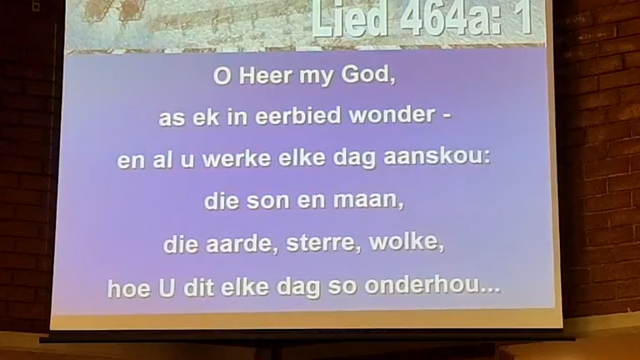 Lied 464a: 1
O Heer my God,
as ek in eerbied wonder -
en al u werke elke dag aanskou:
die son en maan,
die aarde, sterre, wolke,
hoe U dit elke dag so onderhou...